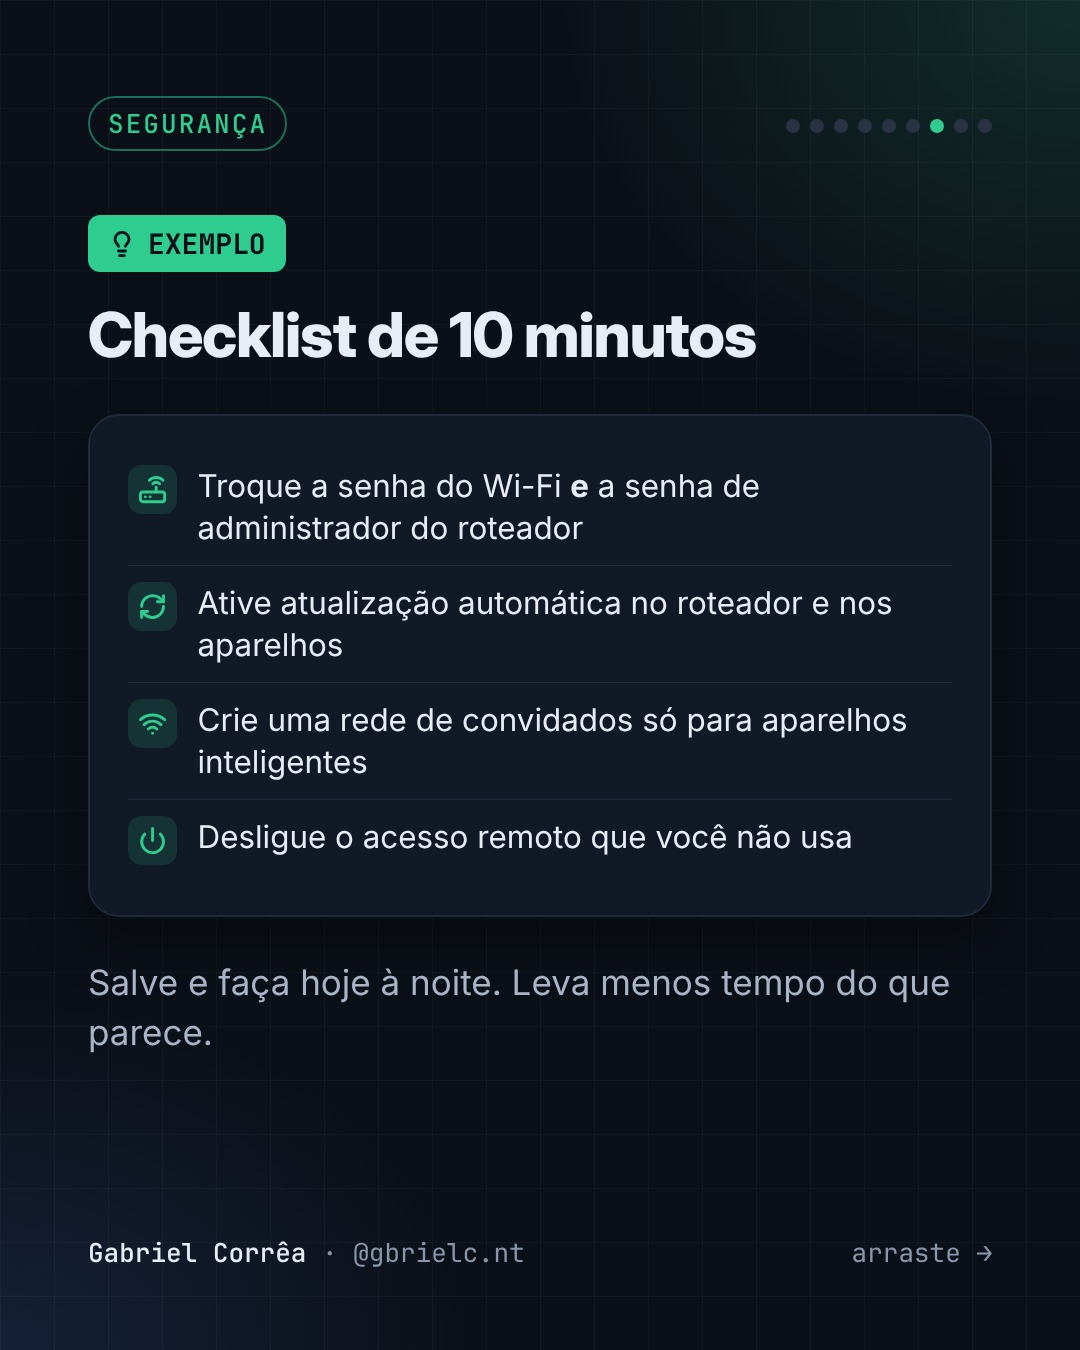 SEGURANÇA
EXEMPLO
Checklist de 10 minutos
Troque a senha do Wi-Fi e a senha de
administrador do roteador
Ative atualização automática no roteador e nos
aparelhos
Crie uma rede de convidados só para aparelhos
inteligentes
Desligue o acesso remoto que você não usa
Salve e faça hoje à noite. Leva menos tempo do que
parece.
Gabriel Corrêa · @gbrielc.nt
arraste →